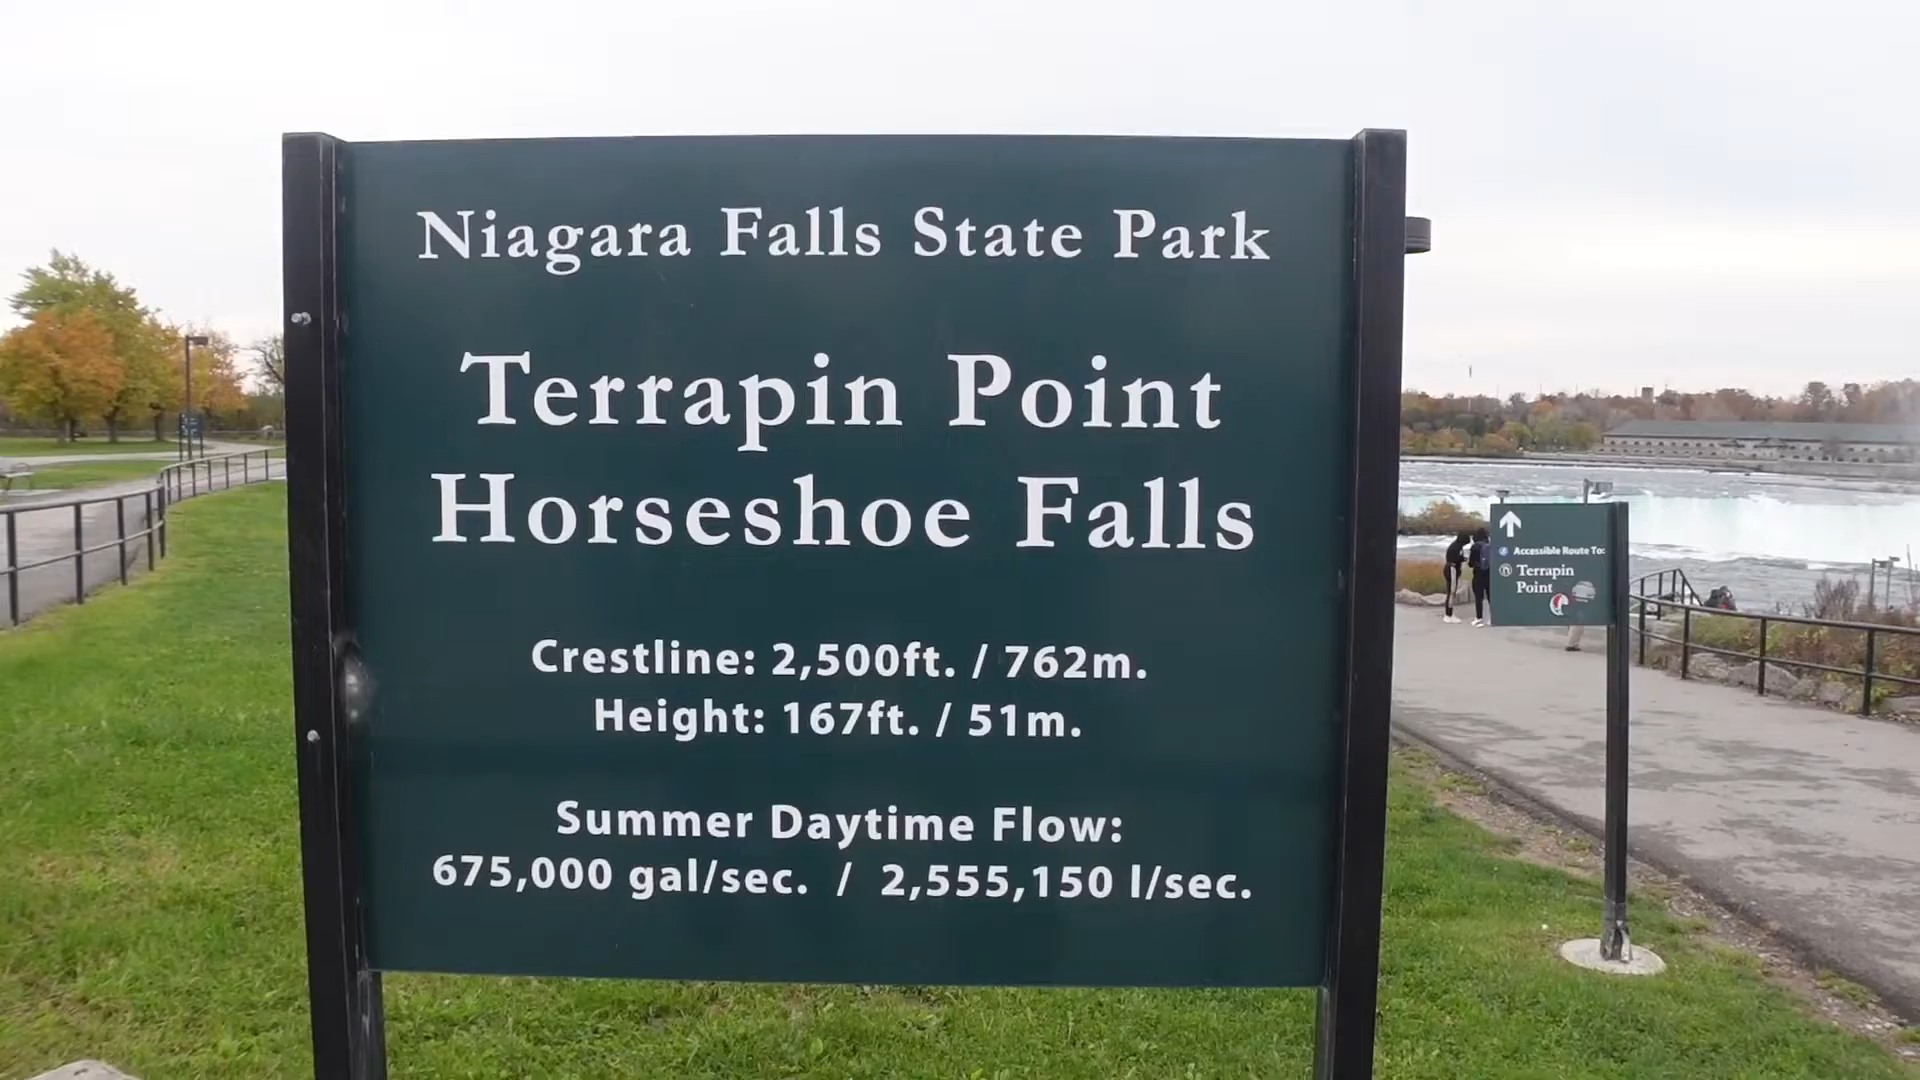 Niagara Falls State Park
Terrapin Point
Horseshoe Falls
Crestline: 2,500ft. / 762m.
Height: 167ft. / 51m.
Summer Daytime Flow:
675,000 gal/sec. / 2,555,150 l/sec.
Accessible Route To:
Terrapin
Point